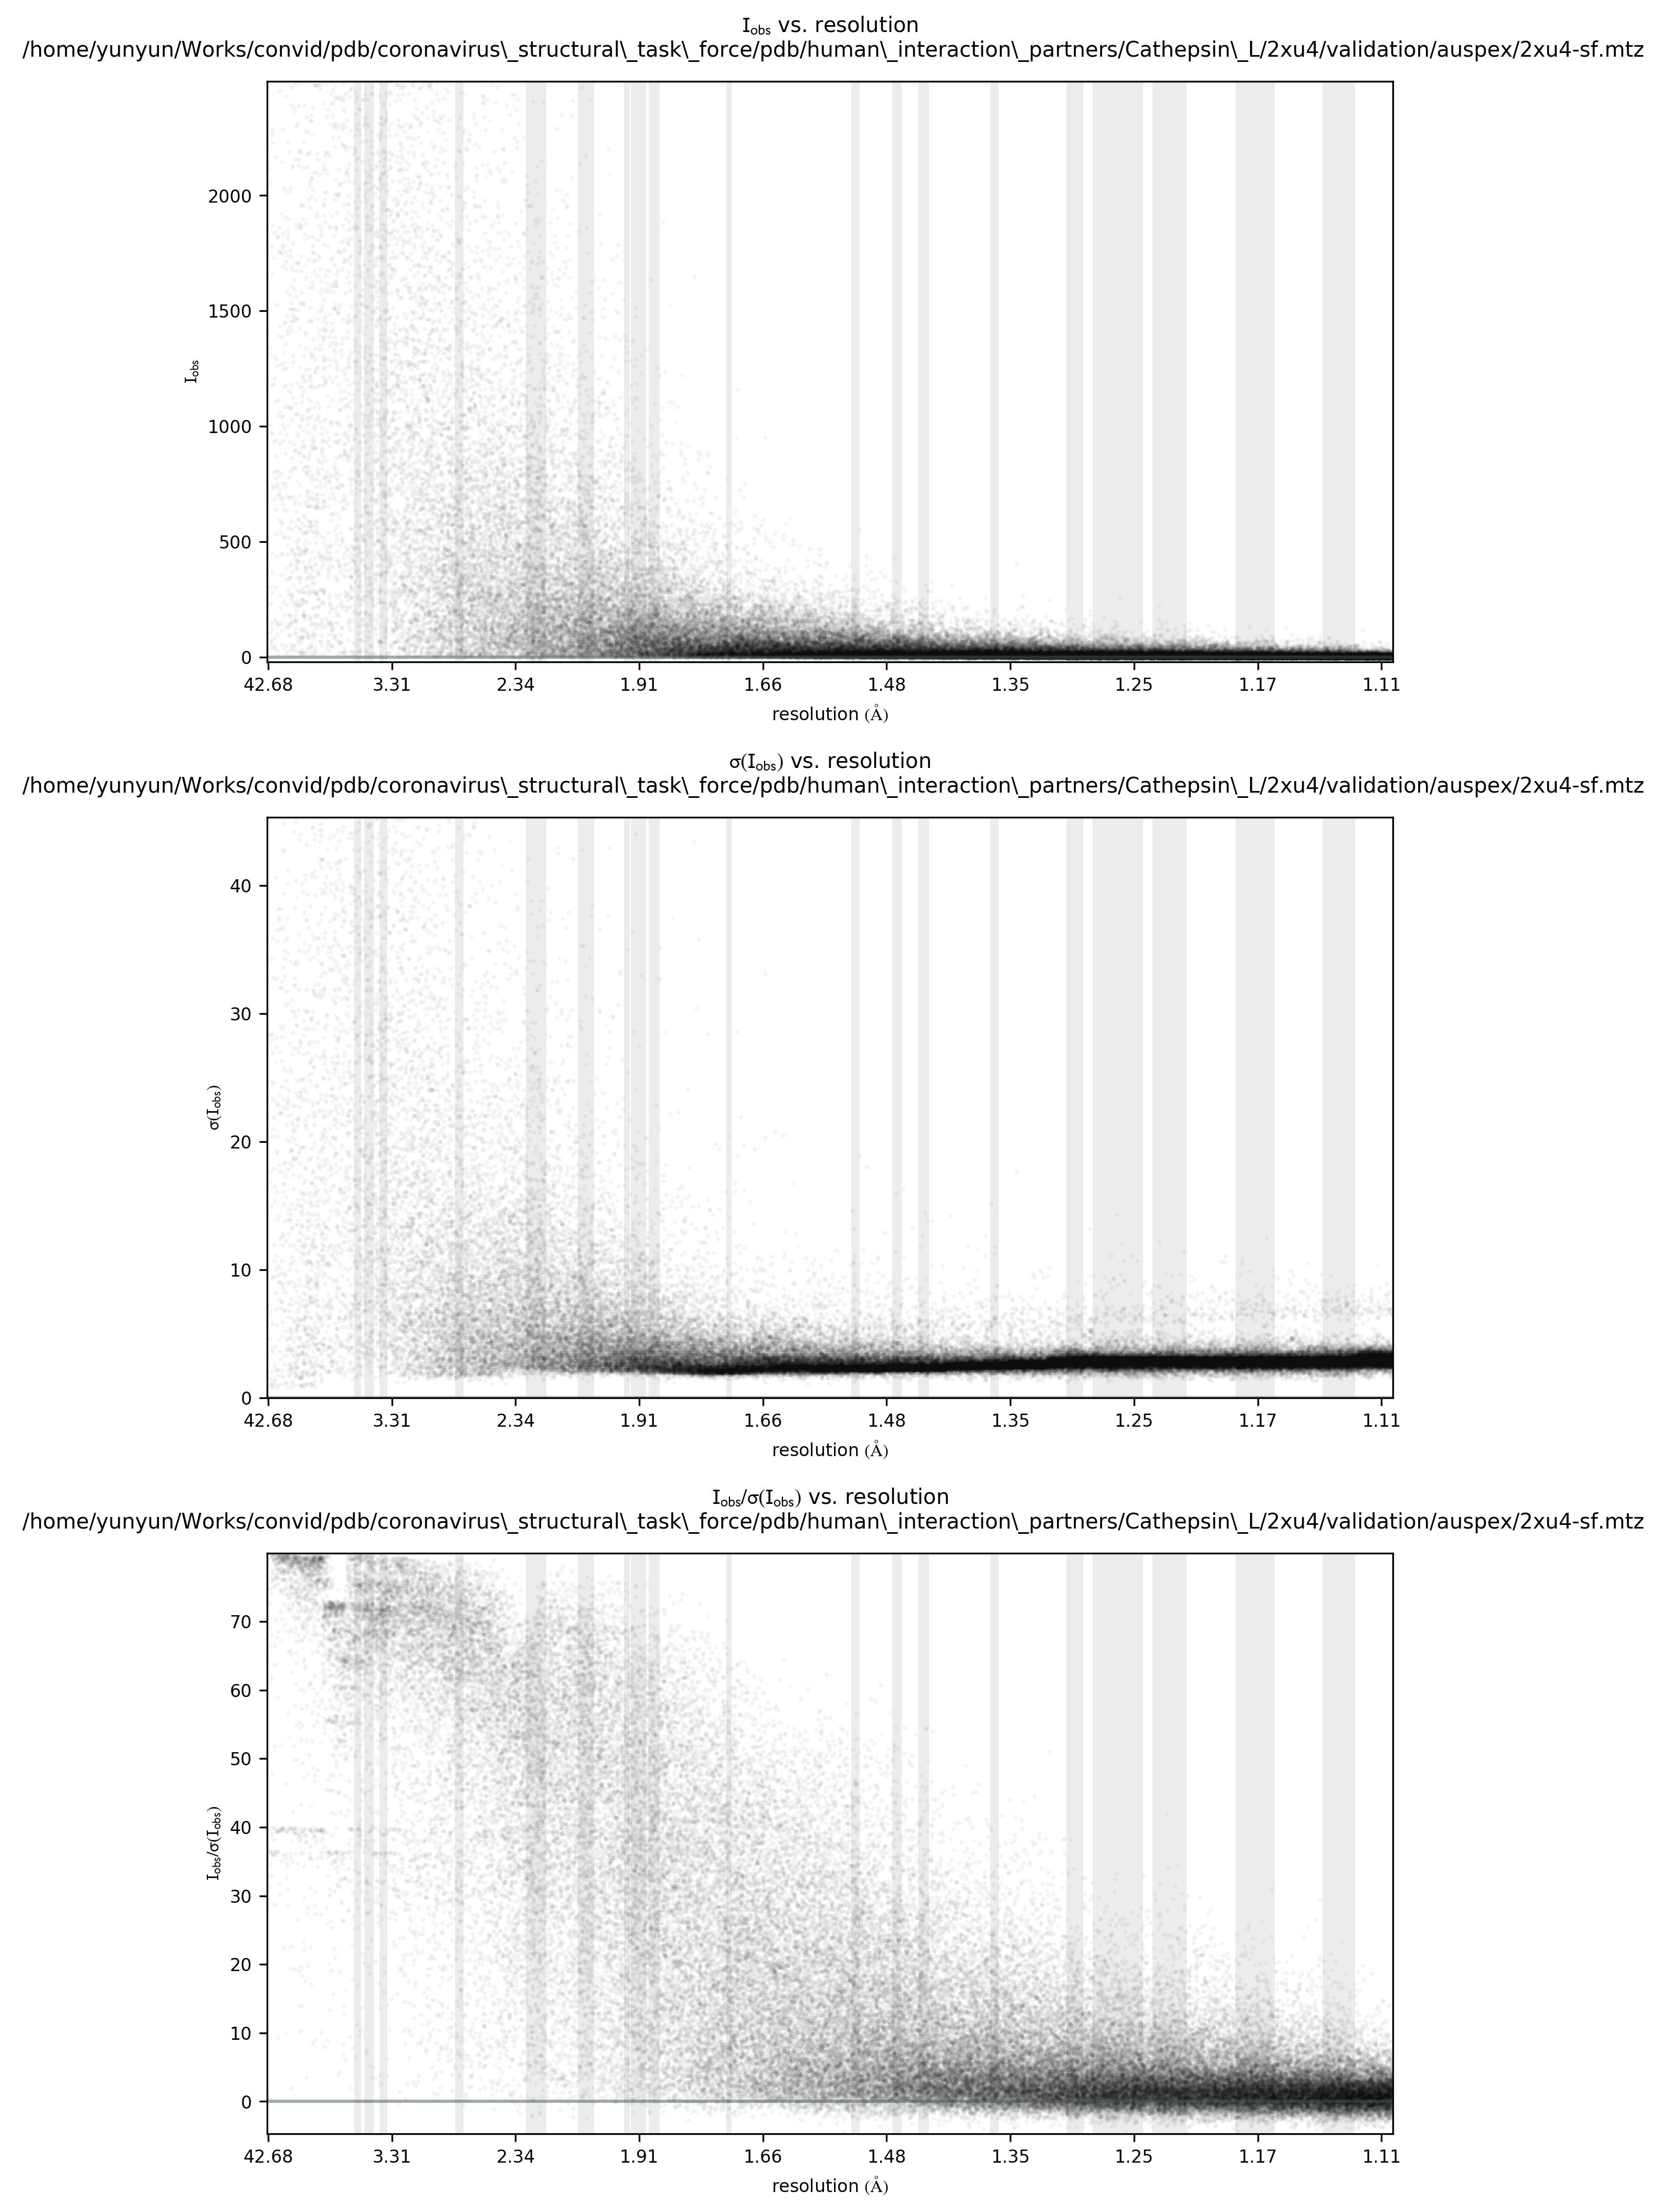 Iobs vs. resolution
/home/yunyun/Works/convid/pdb/coronavirus\_structural\_task\_force/pdb/human\_interaction\_partners/Cathepsin\_L/2xu4/validation/auspex/2xu4-sf.mtz
2000
1500
Iobs
1000
500
0
42.68 3.31 2.34 1.91 1.66 1.48 1.35 1.25 1.17 1.11
resolution (Å)
σ(Iobs) vs. resolution
/home/yunyun/Works/convid/pdb/coronavirus\_structural\_task\_force/pdb/human\_interaction\_partners/Cathepsin\_L/2xu4/validation/auspex/2xu4-sf.mtz
40
30
σ(Iobs)
20
10
0
42.68 3.31 2.34 1.91 1.66 1.48 1.35 1.25 1.17 1.11
resolution (Å)
Iobs/σ(Iobs) vs. resolution
/home/yunyun/Works/convid/pdb/coronavirus\_structural\_task\_force/pdb/human\_interaction\_partners/Cathepsin\_L/2xu4/validation/auspex/2xu4-sf.mtz
70
60
50
Iobs/σ(Iobs)
40
30
20
10
0
42.68 3.31 2.34 1.91 1.66 1.48 1.35 1.25 1.17 1.11
resolution (Å)